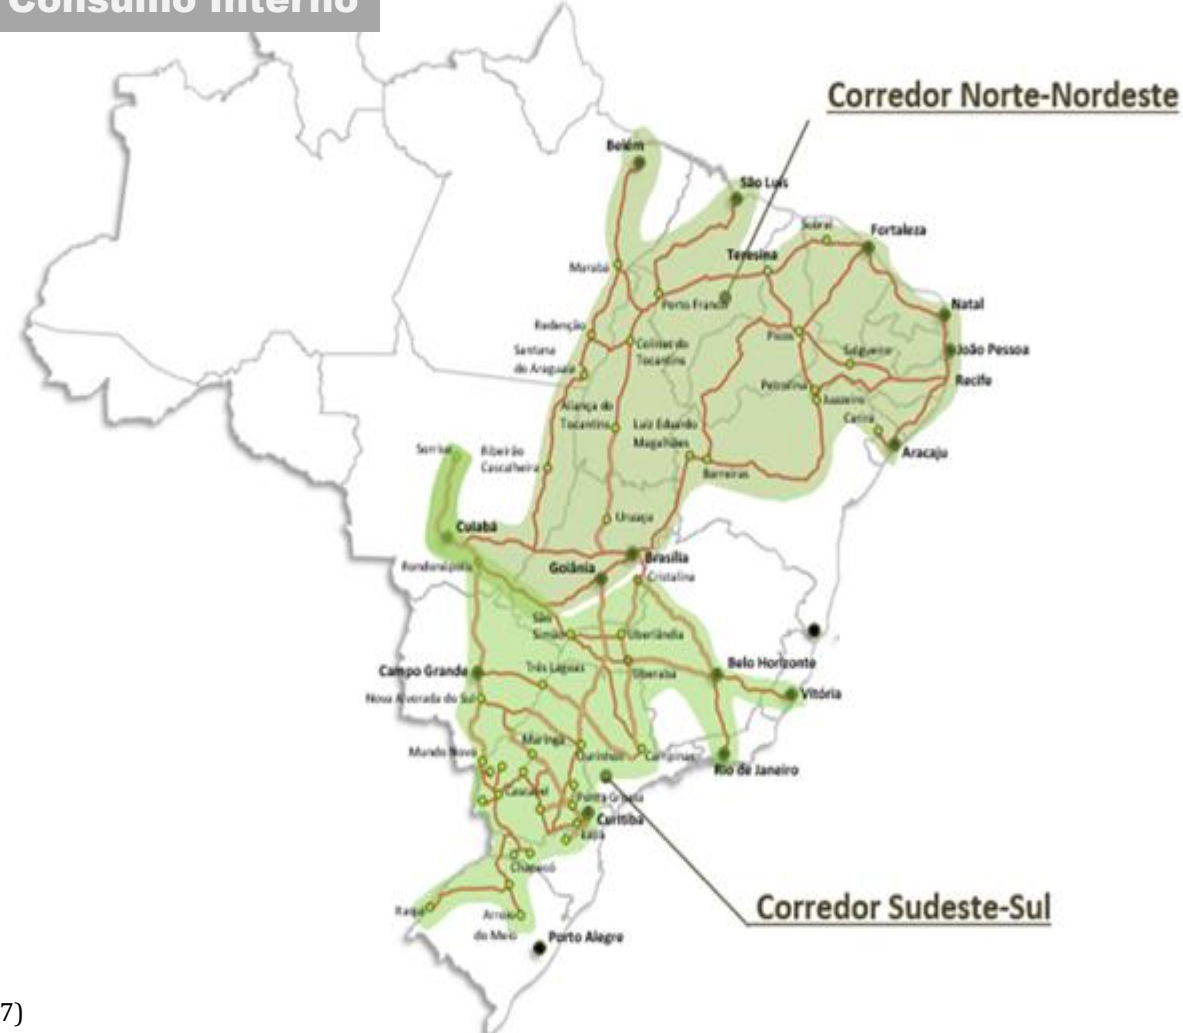 Consumo Interno
Corredor Norte-Nordeste
Belém
São Luís
Sobral
Fortaleza
Teresina
Marabá
Porto Franco
Natal
Redenção
Colinas do
Tocantins
Picos
Salgueiro
João Pessoa
Santana
do Araguaia
Petrolina
Juazeiro
Recife
Aliança do
Tocantins
Luiz Eduardo
Magalhães
Carira
Aracaju
Sorriso
Ribeirão
Cascalheira
Barreiras
Uruaçu
Cuiabá
Brasília
Rondonópolis
Goiânia
Cristalina
São
Simão
Uberlândia
Belo Horizonte
Campo Grande
Três Lagoas
Uberaba
Vitória
Nova Alvorada do Sul
Mundo Novo
Maringá
Ourinhos
Campinas
Rio de Janeiro
Cascavel
Ponta Grossa
Curitiba
Lapa
Chapecó
Corredor Sudeste-Sul
Itaqui
Arroio
do Meio
Porto Alegre
7)